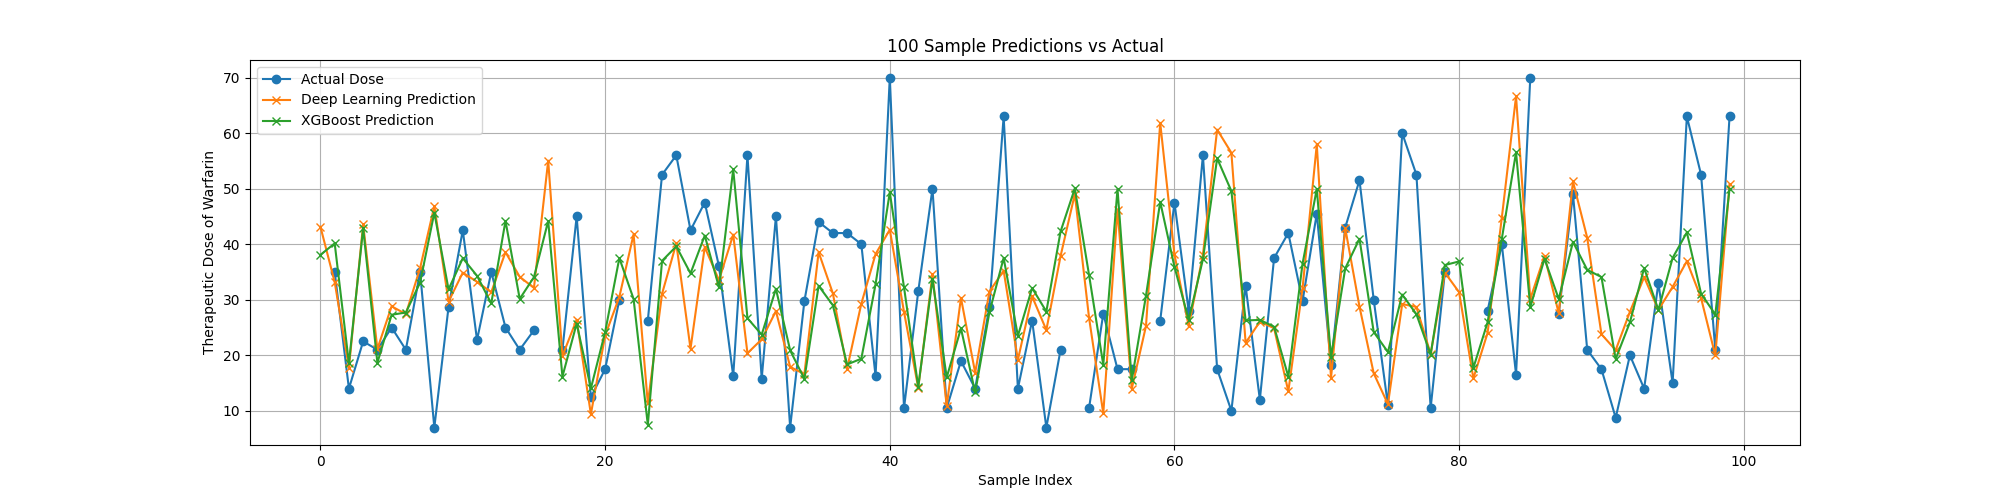 100 Sample Predictions vs Actual
Actual Dose
Deep Learning Prediction
XGBoost Prediction
Therapeutic Dose of Warfarin
70
60
50
40
30
20
10
0
20
40
60
80
100
Sample Index